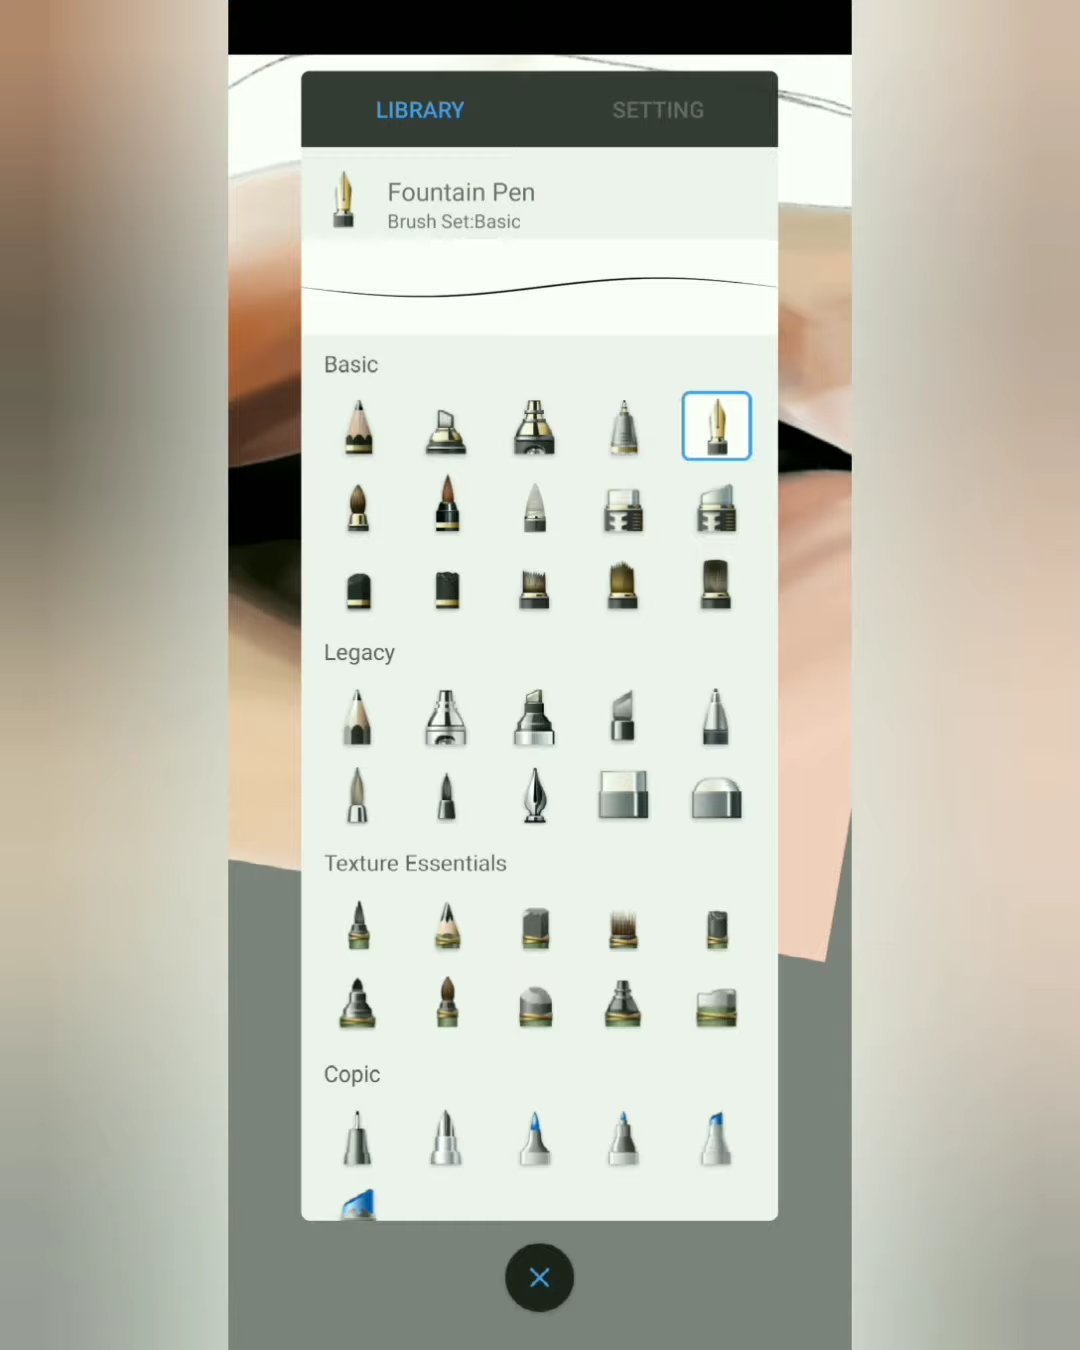 LIBRARY
SETTING
Fountain Pen
Brush Set:Basic
Basic
Legacy
Texture Essentials
Copic